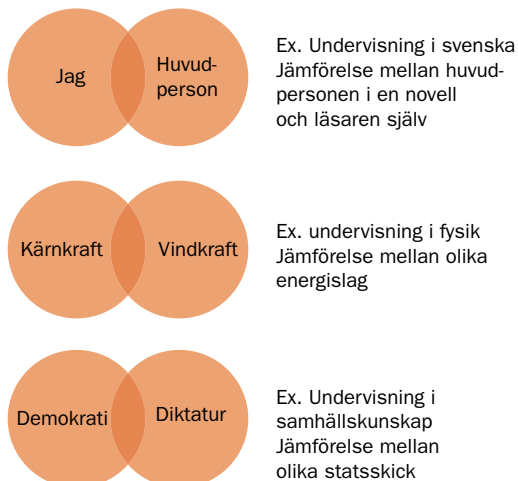 Jag
Huvud-
person
Ex. Undervisning i svenska
Jämförelse mellan huvud-
personen i en novell
och läsaren själv
Kärnkraft
Vindkraft
Ex. undervisning i fysik
Jämförelse mellan olika
energislag
Demokrati
Diktatur
Ex. Undervisning i
samhällskunskap
Jämförelse mellan
olika statsskick